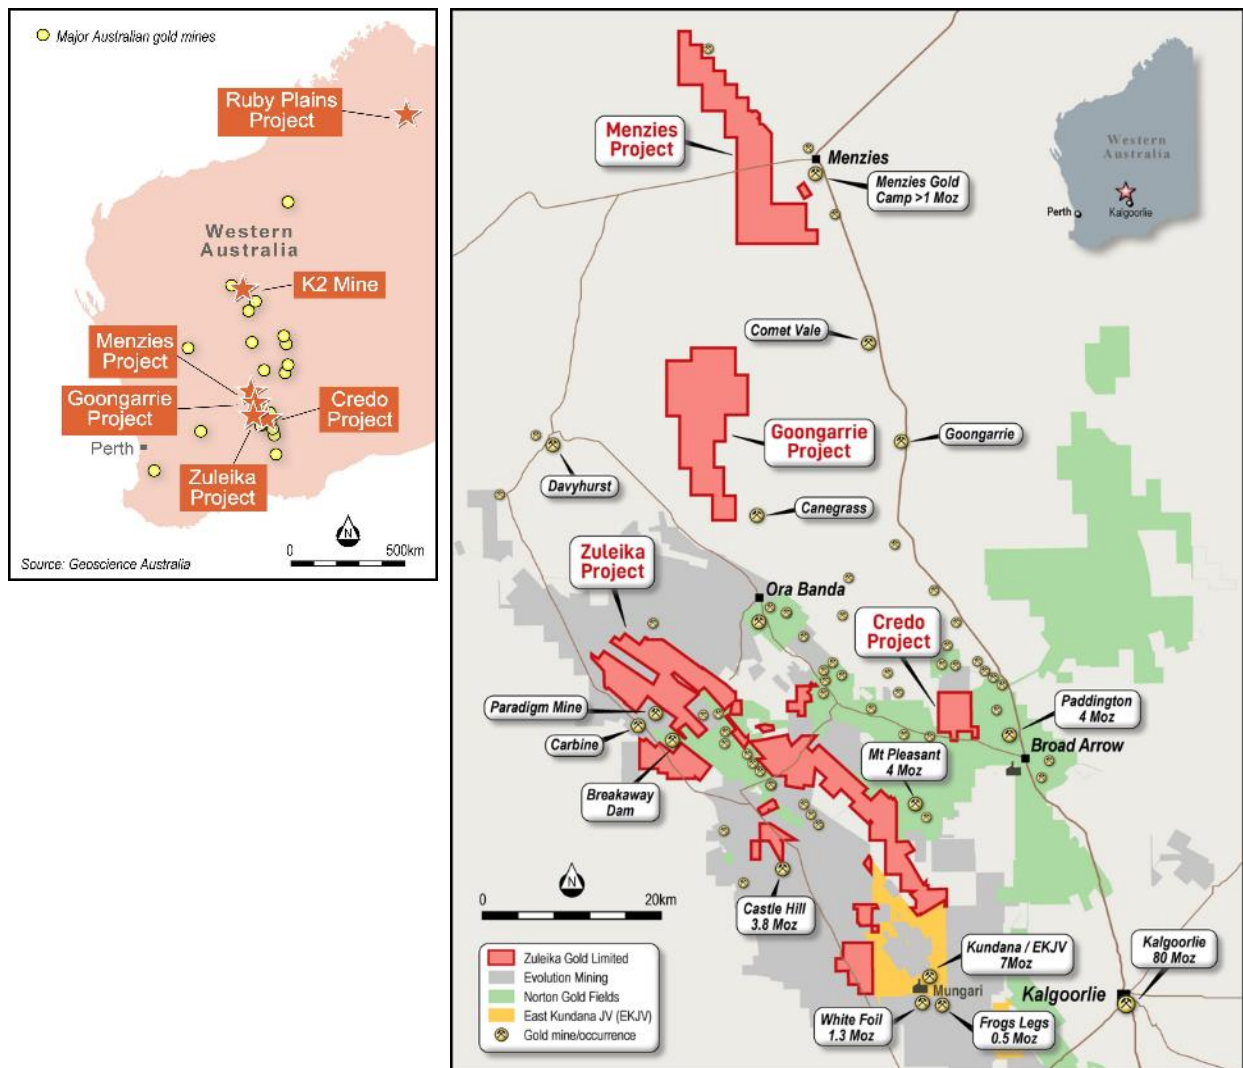 Major Australian gold mines
Ruby Plains
Project
Western
Australia
K2 Mine
Menzies
Project
Goongarrie
Project
Credo
Project
Perth
Zuleika
Project
N
0 500km
Source: Geoscience Australia
Menzies
Project
Menzies
Menzies Gold
Camp >1 Moz
Western
Australia
Perth
Kalgoorlie
Comet Vale
Goongarrie
Project
Goongarrie
Davyhurst
Canegrass
Zuleika
Project
Ora Banda
Credo
Project
Paradigm Mine
Carbine
Paddington
4 Moz
Broad Arrow
Mt Pleasant
4 Moz
Breakaway
Dam
N
0 20km
Castle Hill
3.8 Moz
Kundana / EKJV
7Moz
Kalgoorlie
80 Moz
Mungari
Kalgoorlie
White Foil
1.3 Moz
Frogs Legs
0.5 Moz
Zuleika Gold Limited
Evolution Mining
Norton Gold Fields
East Kundana JV (EKJV)
Gold mine/occurrence